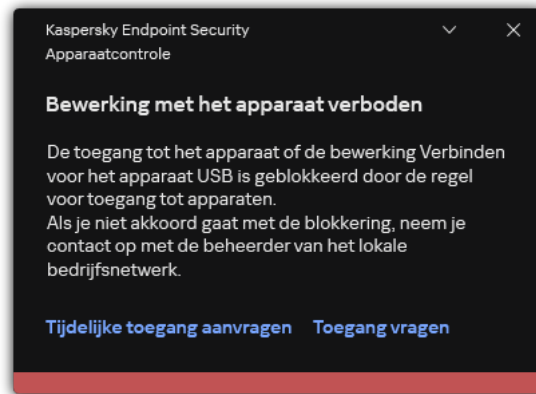 Kaspersky Endpoint Security
Apparaatcontrole
Bewerking met het apparaat verboden
De toegang tot het apparaat of de bewerking Verbinden
voor het apparaat USB is geblokkeerd door de regel
voor toegang tot apparaten.
Als je niet akkoord gaat met de blokkering, neem je
contact op met de beheerder van het lokale
bedrijfsnetwerk.
Tijdelijke toegang aanvragen Toegang vragen